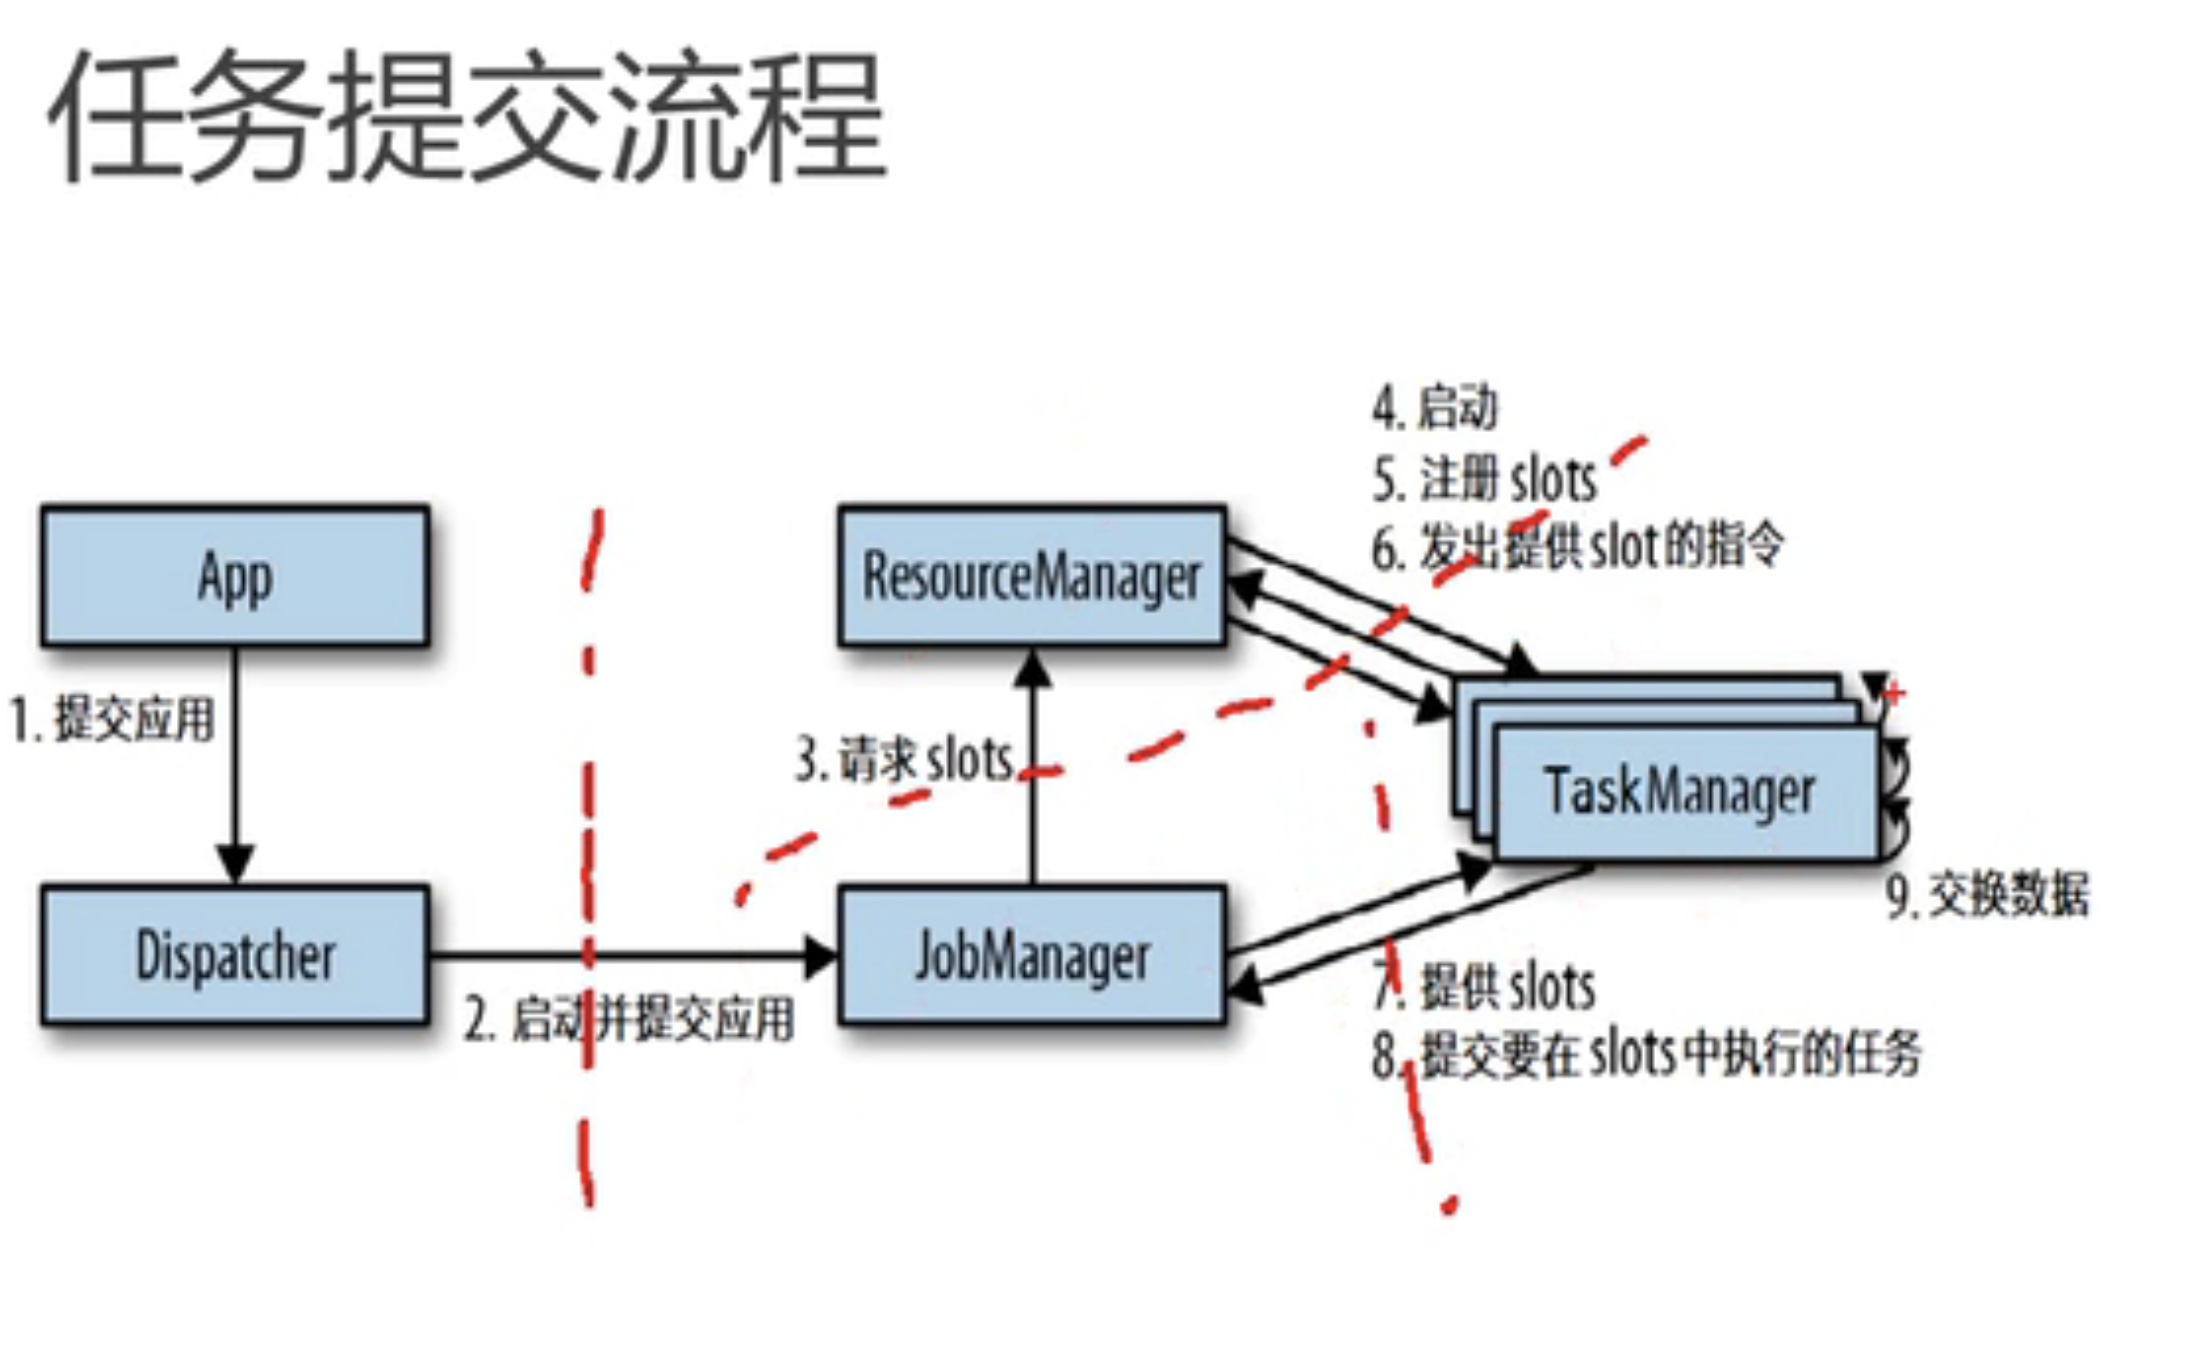 任务提交流程
4. 启动
5. 注册 slots
6. 发出提供 slot 的指令
App
ResourceManager
1. 提交应用
3. 请求 slots
TaskManager
9. 交换数据
Dispatcher
JobManager
2. 启动并提交应用
7. 提供 slots
8. 提交要在 slots 中执行的任务